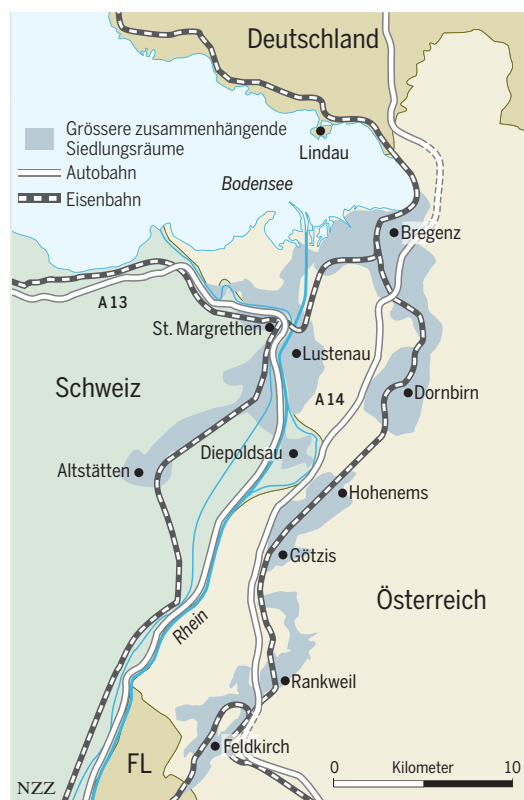 Deutschland
Grössere zusammenhängende
Siedlungsräume
Autobahn
Eisenbahn
Lindau
Bodensee
Bregenz
A 13
St. Margrethen
Lustenau
Schweiz
A 14
Dornbirn
Diepoldsau
Altstätten
Hohenems
Götzis
Österreich
Rhein
Rankweil
Feldkirch
FL
0 Kilometer 10
NZZ